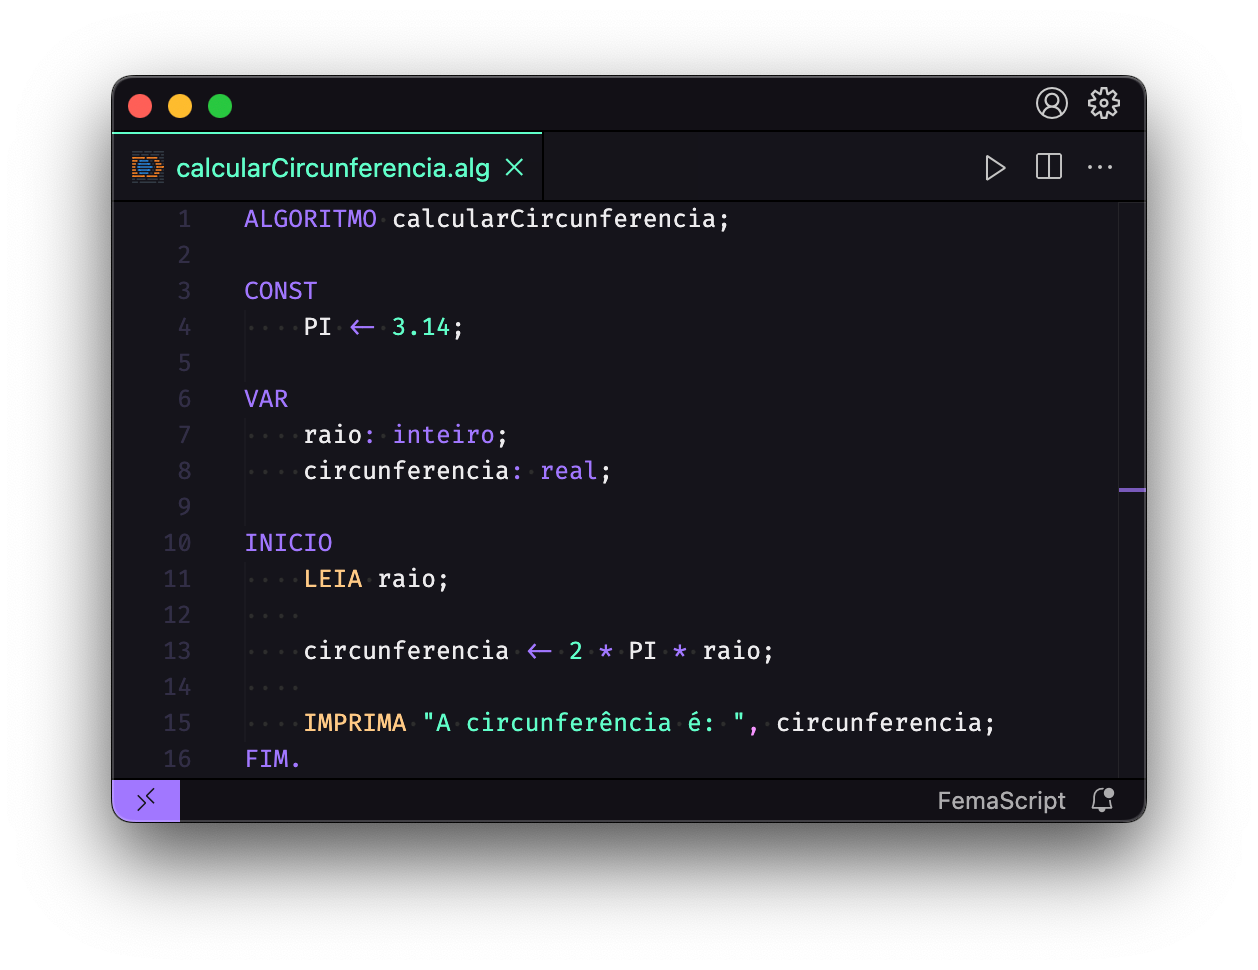 calcularCircunferencia.alg
1 ALGORITMO calcularCircunferencia;
2
3 CONST
4 PI <- 3.14;
5
6 VAR
7 raio: inteiro;
8 circunferencia: real;
9
10 INICIO
11 LEIA raio;
12
13 circunferencia <- 2 * PI * raio;
14
15 IMPRIMA "A circunferência é: ", circunferencia;
16 FIM.
FemaScript